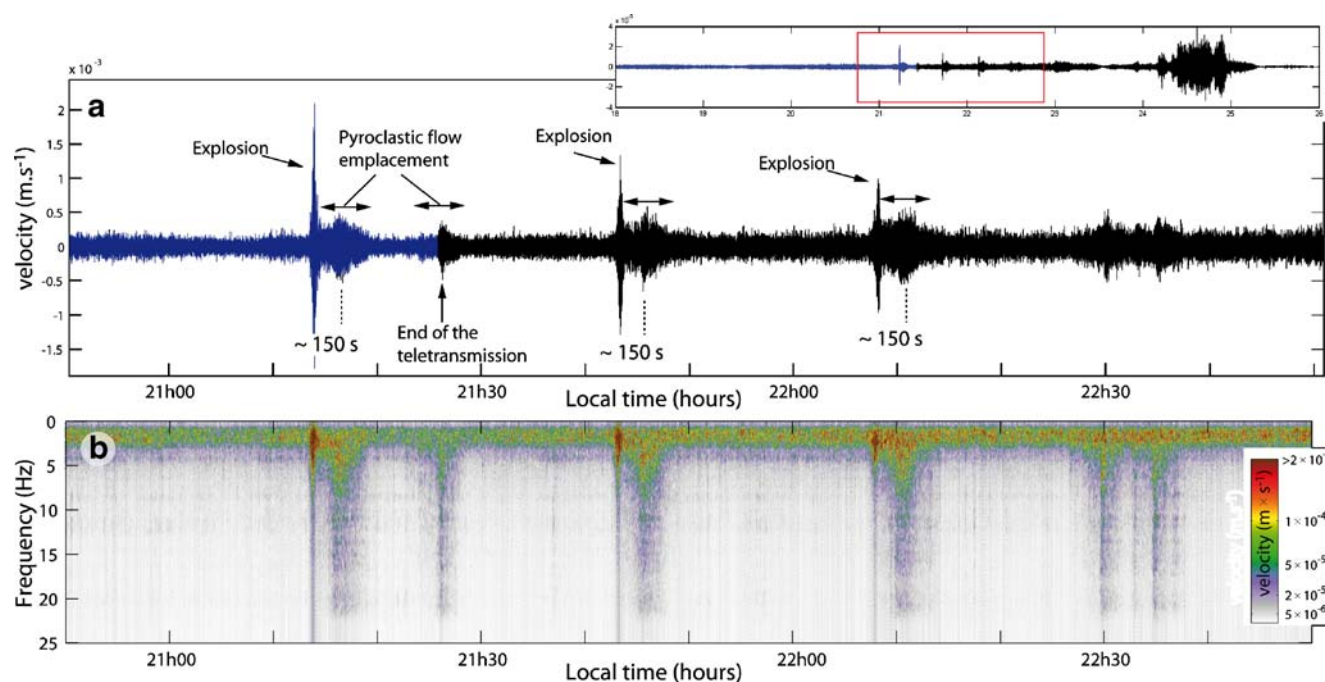 × 10⁻³
4
2
0
-2
-4
18
19
20
21
22
23
24
25
26
× 10⁻³
a
2
1.5
1
0.5
0
-0.5
-1
-1.5
velocity (m.s⁻¹)
Explosion
Pyroclastic flow
emplacement
Explosion
Explosion
~ 150 s
End of the
teletransmission
~ 150 s
~ 150 s
21h00
21h30
22h00
22h30
Local time (hours)
b
0
5
10
15
20
25
Frequency (Hz)
>2 × 10
1 × 10⁻⁴
5 × 10⁻⁵
2 × 10⁻⁵
5 × 10⁻⁶
velocity (m × s⁻¹)
21h00
21h30
22h00
22h30
Local time (hours)